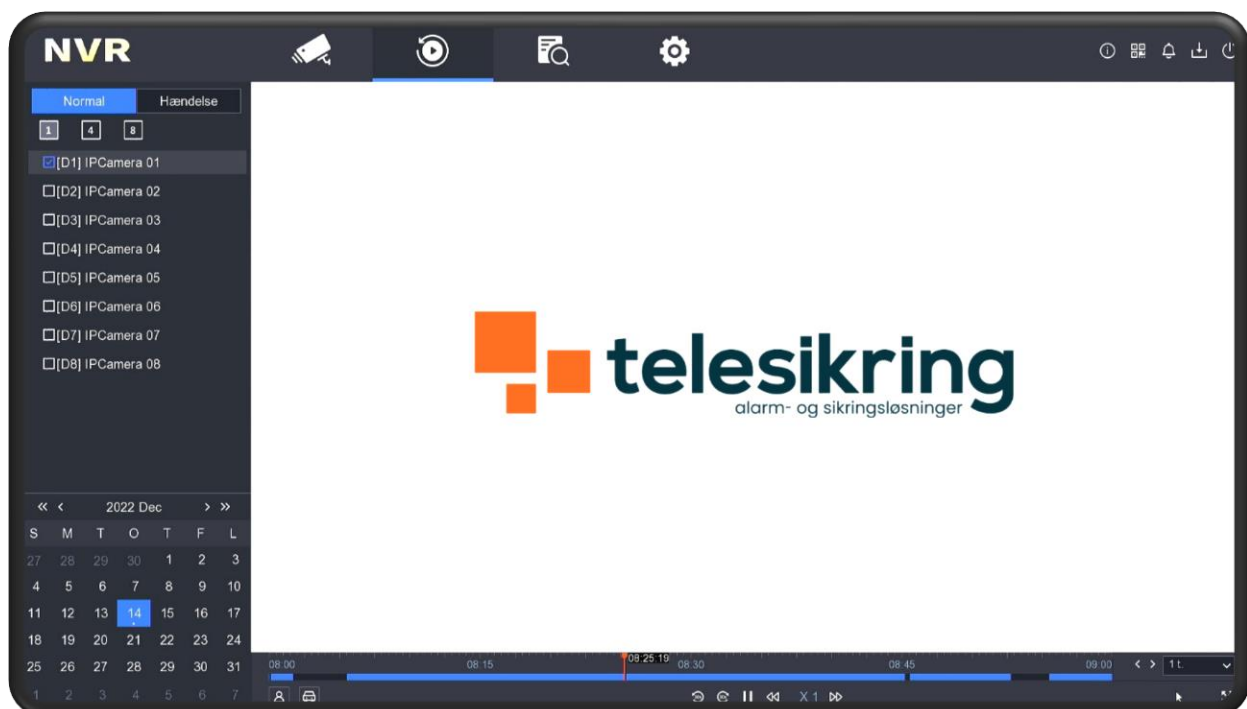 NVR
Normal Hændelse
1 4 8
[D1] IPCamera 01
[D2] IPCamera 02
[D3] IPCamera 03
[D4] IPCamera 04
[D5] IPCamera 05
[D6] IPCamera 06
[D7] IPCamera 07
[D8] IPCamera 08
telesikring
alarm- og sikringsløsninger
2022 Dec
S M T O T F L
27 28 29 30 1 2 3
4 5 6 7 8 9 10
11 12 13 14 15 16 17
18 19 20 21 22 23 24
25 26 27 28 29 30 31
1 2 3 4 5 6 7
08:00 08:15 08:25:19 08:30 08:45 09:00 1 t.
X 1